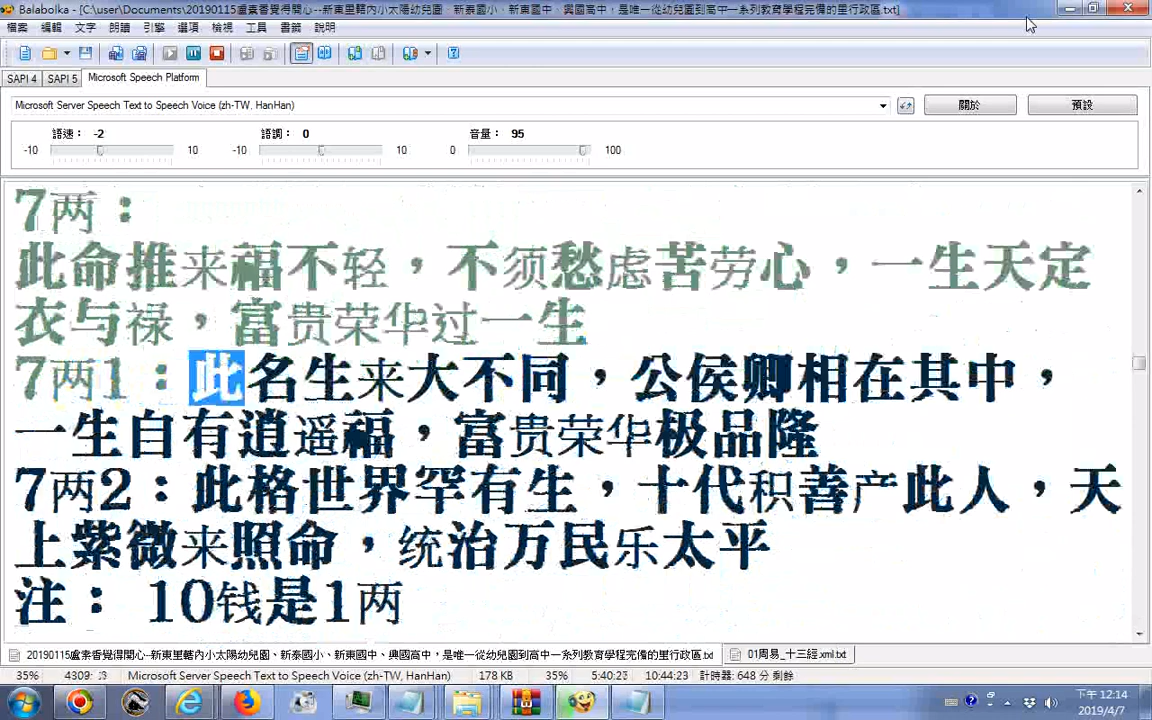 Balabolka - [C:\user\Documents\20190115盧素香覺得開心--新東里轄內小太陽幼兒園、新泰國小、新東國中、興國高中，是唯一從幼兒園到高中一系列教育學程完備的里行政區.txt]
檔案 編輯 文字 朗讀 引擎 選項 檢視 工具 書籤 說明
SAPI 4 SAPI 5 Microsoft Speech Platform
Microsoft Server Speech Text to Speech Voice (zh-TW, HanHan) 關於 預設
語速： -2 語調： 0 音量： 95
-10 10 -10 10 0 100
7两：
此命推来福不轻，不须愁虑苦劳心，一生天定
衣与禄，富贵荣华过一生
7两1：此名生来大不同，公侯卿相在其中，
一生自有逍遥福，富贵荣华极品隆
7两2：此格世界罕有生，十代积善产此人，天
上紫微来照命，统治万民乐太平
注： 10钱是1两
20190115盧素香覺得開心--新東里轄內小太陽幼兒園、新泰國小、新東國中、興國高中，是唯一從幼兒園到高中一系列教育學程完備的里行政區.txt 01周易_十三經.xml.txt
35% Microsoft Server Speech Text to Speech Voice (zh-TW, HanHan) 178 KB 35% 10:44:23 計時器: 648 分 剩餘
下午 12:14
2019/4/7